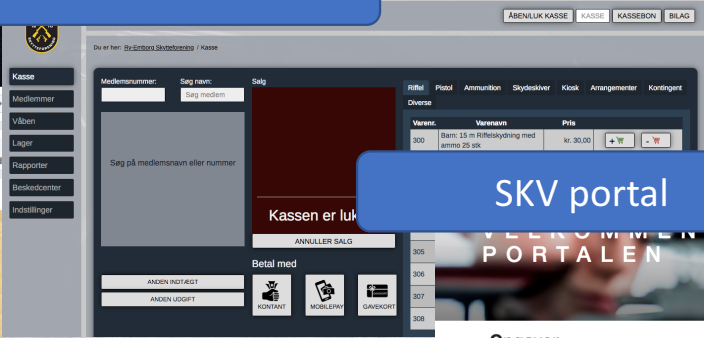 ÅBEN/LUK KASSE KASSE KASSEBON BILAG
Du er her: Ry-Emborg Skytteforening / Kasse
Kasse
Medlemmer
Våben
Lager
Rapporter
Beskedcenter
Indstillinger
Medlemsnummer: Søg navn:
Søg medlem
Søg på medlemsnavn eller nummer
ANDEN INDTÆGT
ANDEN UDGIFT
Salg
Kassen er luk
ANNULLER SALG
Betal med
KONTANT MOBILEPAY GAVEKORT
Riffel Pistol Ammunition Skydeskiver Kiosk Arrangementer Kontingent
Diverse
Varenr. Varenavn Pris
300 Barn: 15 m Riffelskydning med
ammo 25 stk kr. 30,00 + -
305
306
307
308
SKV portal
PORTALEN